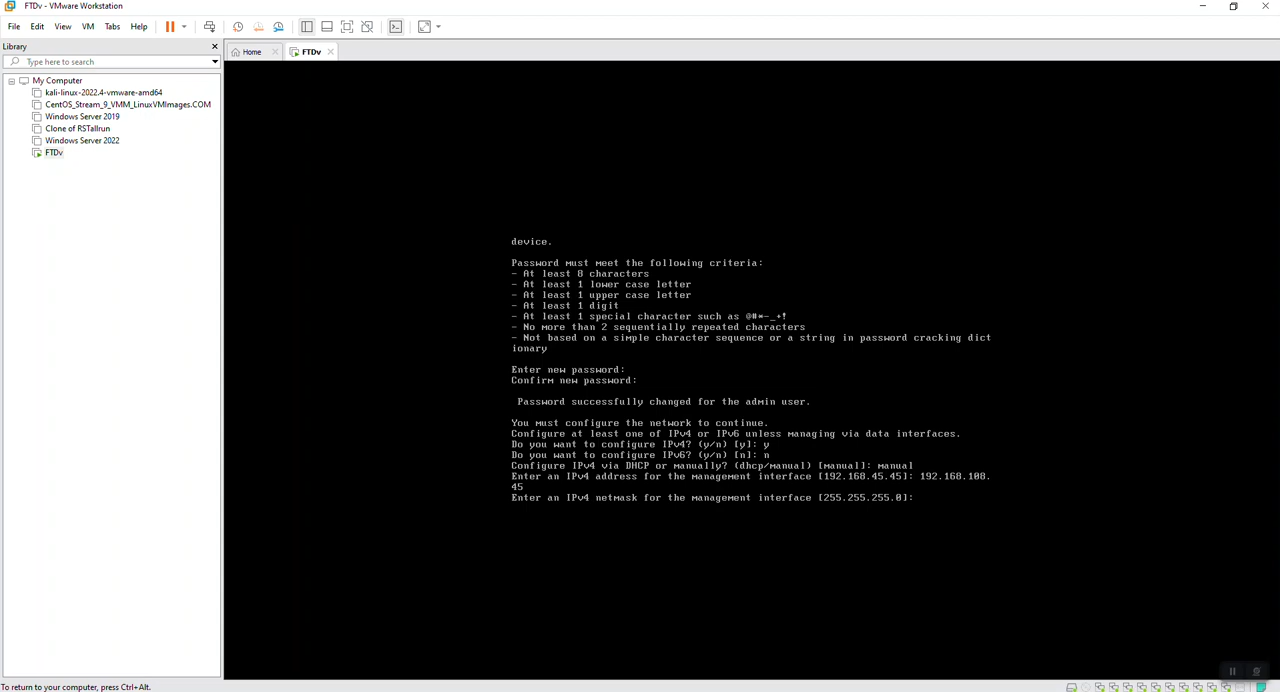 FTDv - VMware Workstation
File Edit View VM Tabs Help
Library
Type here to search
Home
FTDv
My Computer
kali-linux-2022.4-vmware-amd64
CentOS_Stream_9_VMM_LinuxVMImages.COM
Windows Server 2019
Clone of RSTallrun
Windows Server 2022
FTDv
device.
Password must meet the following criteria:
- At least 8 characters
- At least 1 lower case letter
- At least 1 upper case letter
- At least 1 digit
- At least 1 special character such as @#*-_+!
- No more than 2 sequentially repeated characters
- Not based on a simple character sequence or a string in password cracking dict
ionary
Enter new password:
Confirm new password:
Password successfully changed for the admin user.
You must configure the network to continue.
Configure at least one of IPv4 or IPv6 unless managing via data interfaces.
Do you want to configure IPv4? (y/n) [y]: y
Do you want to configure IPv6? (y/n) [n]: n
Configure IPv4 via DHCP or manually? (dhcp/manual) [manual]: manual
Enter an IPv4 address for the management interface [192.168.45.45]: 192.168.108.
45
Enter an IPv4 netmask for the management interface [255.255.255.0]:
To return to your computer, press Ctrl+Alt.